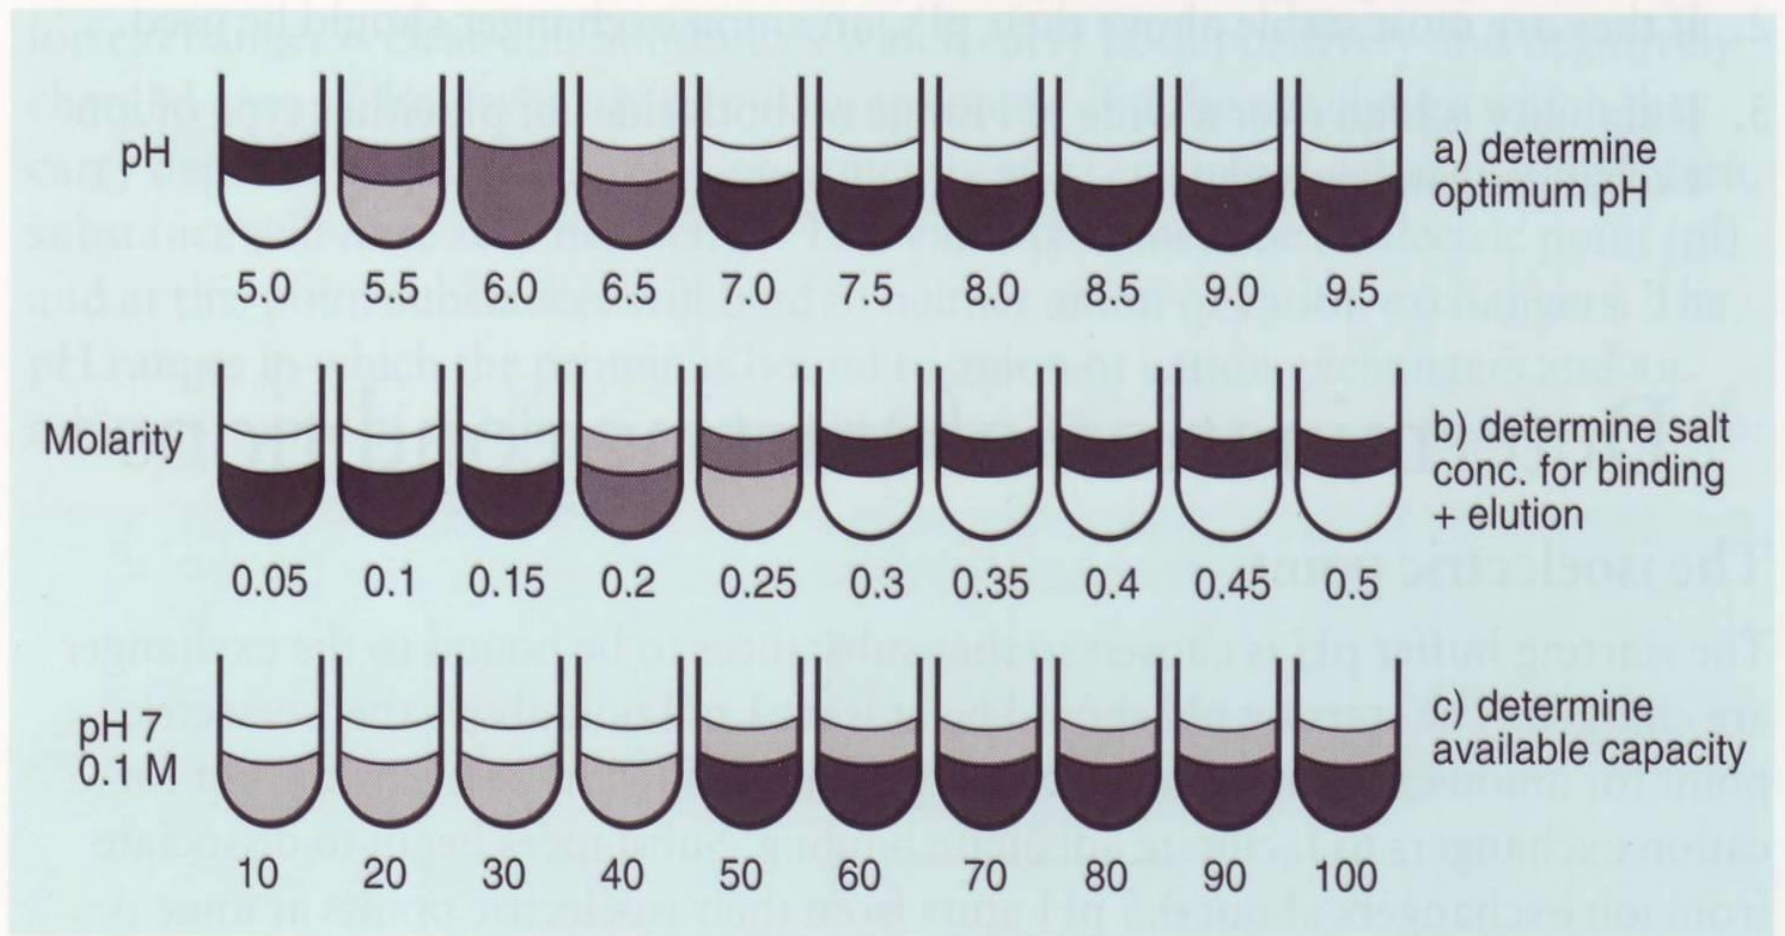 pH
a) determine
optimum pH
5.0 5.5 6.0 6.5 7.0 7.5 8.0 8.5 9.0 9.5
Molarity
b) determine salt
conc. for binding
+ elution
0.05 0.1 0.15 0.2 0.25 0.3 0.35 0.4 0.45 0.5
pH 7
0.1 M
c) determine
available capacity
10 20 30 40 50 60 70 80 90 100